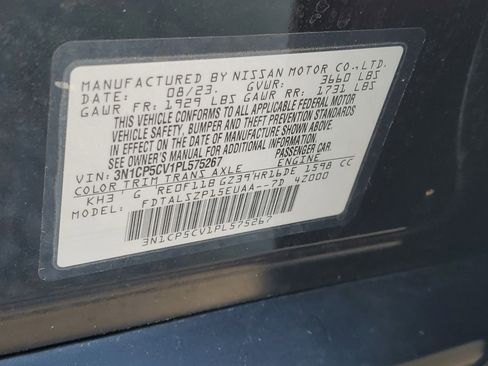 MANUFACTURED BY NISSAN MOTOR CO., LTD.
DATE: 08/23. GVWR: 3660 LBS
GAWR FR: 1929 LBS GAWR RR: 1731 LBS
THIS VEHICLE CONFORMS TO ALL APPLICABLE FEDERAL MOTOR
VEHICLE SAFETY, BUMPER AND THEFT PREVENTION STANDARDS
IN EFFECT ON THE DATE OF MANUFACTURE SHOWN ABOVE.
SEE OWNER'S MANUAL FOR ADDITIONAL INFORMATION
VIN: 3N1CP5CV1PL575267 PASSENGER CAR
COLOR TRIM TRANS AXLE ENGINE
KH3 G RE0F11B GZ39 HR16DE 1598 CC
MODEL: FDTALSZP15EUAA--7D 4Z000
3N1CP5CV1PL575267